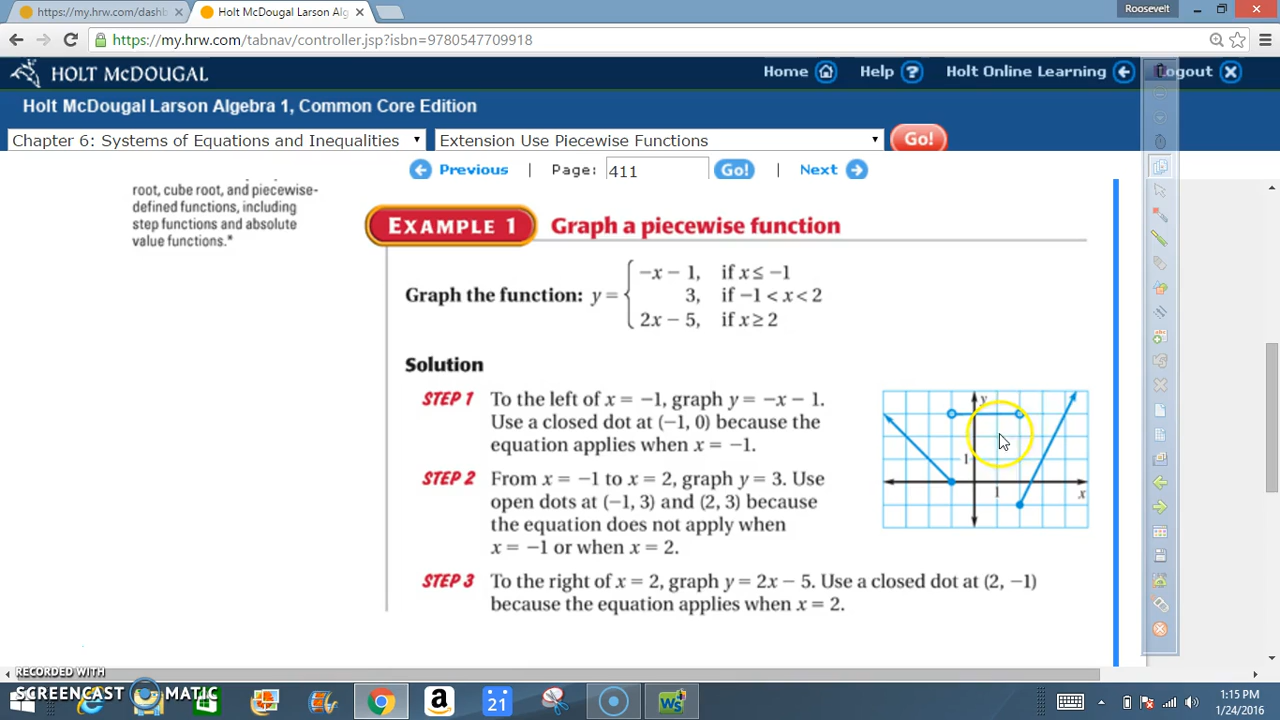 https://my.hrw.com/dashb
Holt McDougal Larson Alg
Roosevelt
https://my.hrw.com/tabnav/controller.jsp?isbn=9780547709918
HOLT MCDOUGAL
Home
Help
Holt Online Learning
Logout
Holt McDougal Larson Algebra 1, Common Core Edition
Chapter 6: Systems of Equations and Inequalities
Extension Use Piecewise Functions
Go!
Previous | Page: 411 Go! | Next
root, cube root, and piecewise-
defined functions, including
step functions and absolute
value functions.*
EXAMPLE 1 Graph a piecewise function
Graph the function: y =
−x − 1, if x ≤ −1
3, if −1 < x < 2
2x − 5, if x ≥ 2
Solution
STEP 1 To the left of x = −1, graph y = −x − 1.
Use a closed dot at (−1, 0) because the
equation applies when x = −1.
STEP 2 From x = −1 to x = 2, graph y = 3. Use
open dots at (−1, 3) and (2, 3) because
the equation does not apply when
x = −1 or when x = 2.
STEP 3 To the right of x = 2, graph y = 2x − 5. Use a closed dot at (2, −1)
because the equation applies when x = 2.
y
1
1
x
RECORDED WITH
SCREENCAST MATIC
21
WS
1:15 PM
1/24/2016